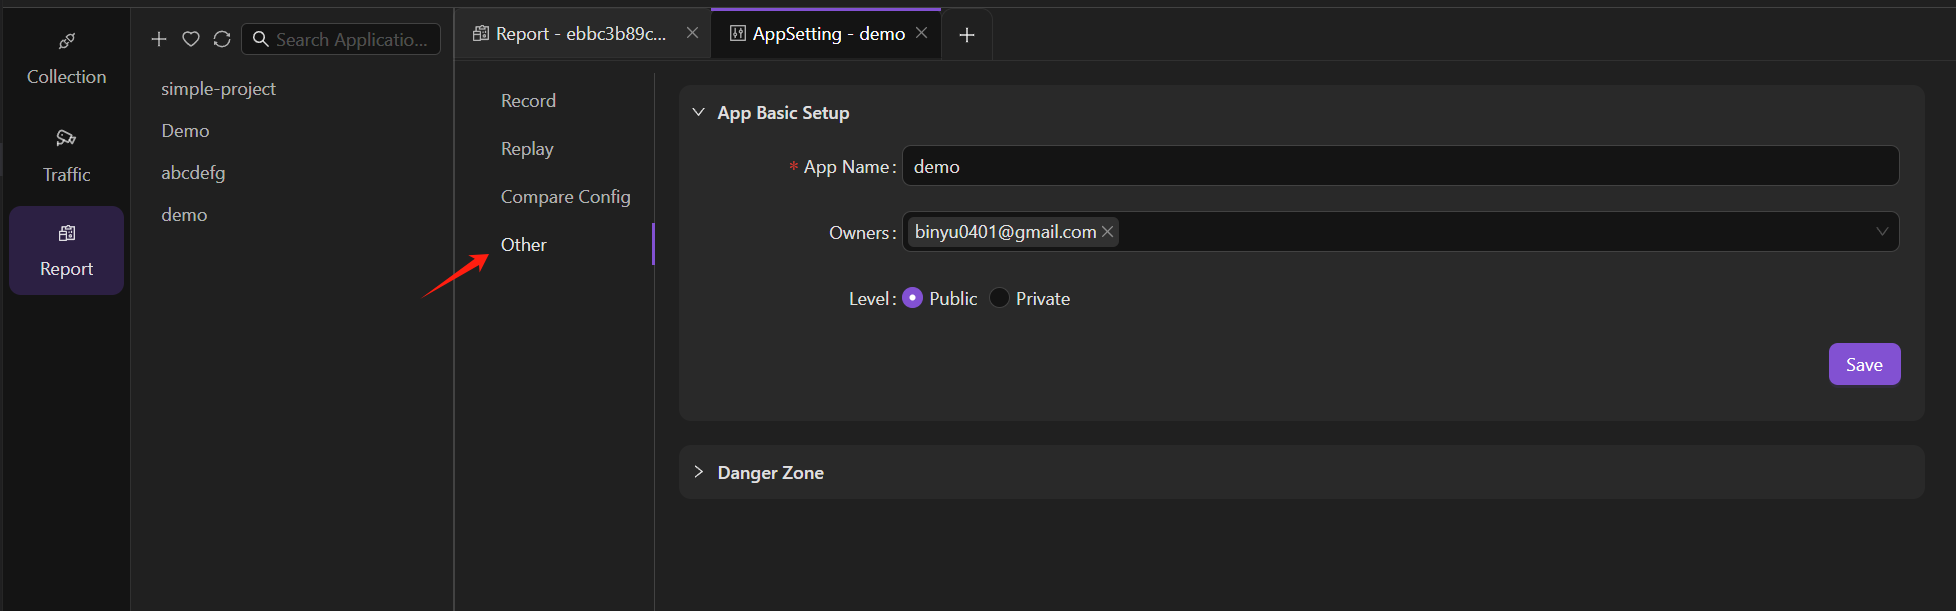 Collection
Traffic
Report
Search Applicatio...
simple-project
Demo
abcdefg
demo
Report - ebbc3b89c...
AppSetting - demo
Record
Replay
Compare Config
Other
App Basic Setup
* App Name: demo
Owners: binyu0401@gmail.com
Level: Public Private
Save
Danger Zone